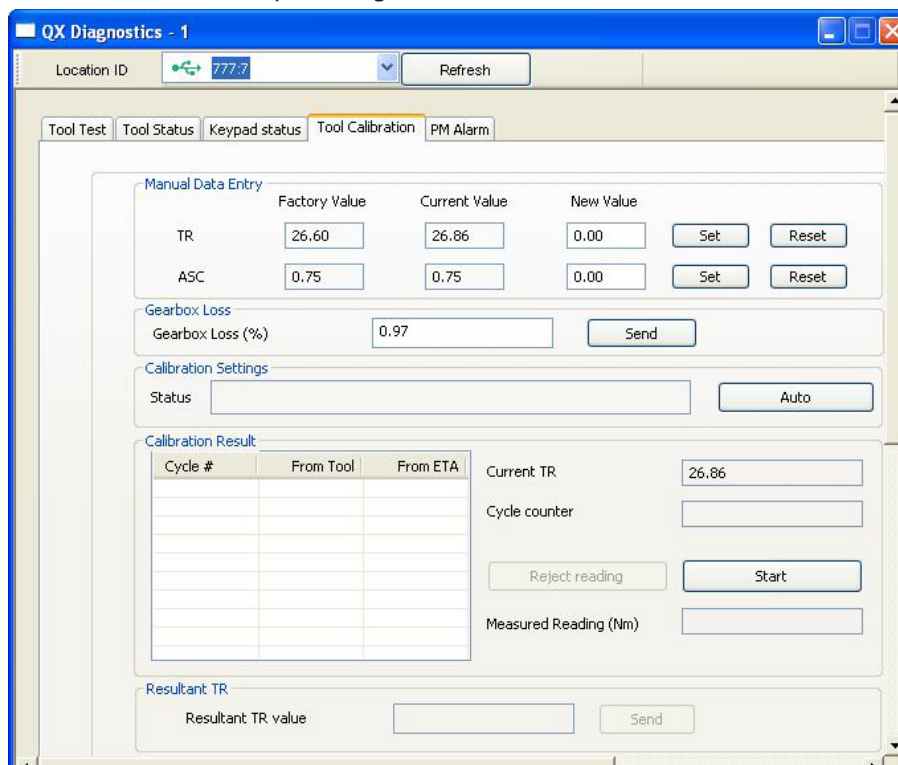 QX Diagnostics - 1
Location ID 777:7 Refresh
Tool Test Tool Status Keypad status Tool Calibration PM Alarm
Manual Data Entry
Factory Value Current Value New Value
TR 26.60 26.86 0.00 Set Reset
ASC 0.75 0.75 0.00 Set Reset
Gearbox Loss
Gearbox Loss (%) 0.97 Send
Calibration Settings
Status Auto
Calibration Result
Cycle # From Tool From ETA Current TR 26.86
Cycle counter
Reject reading Start
Measured Reading (Nm)
Resultant TR
Resultant TR value Send